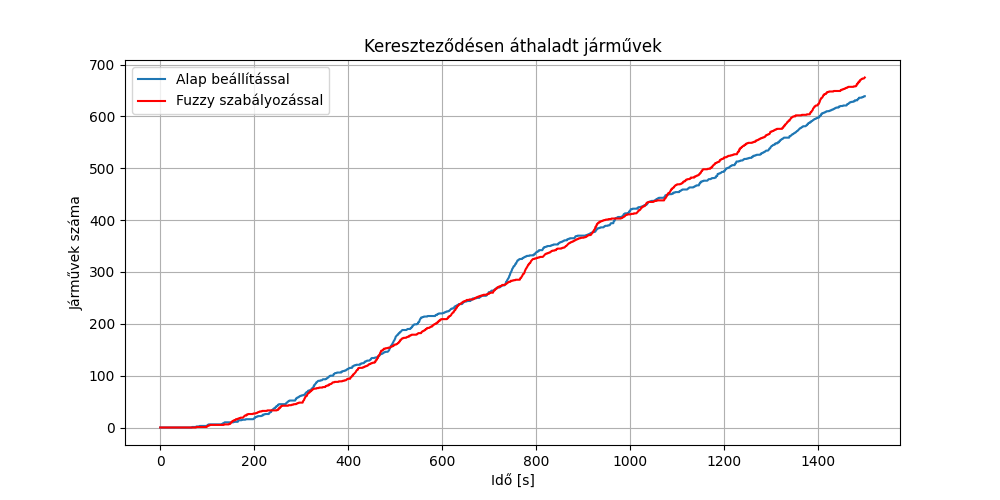 Kereszteződésen áthaladt járművek
Alap beállítással
Fuzzy szabályozással
Járművek száma
700
600
500
400
300
200
100
0
0 200 400 600 800 1000 1200 1400
Idő [s]